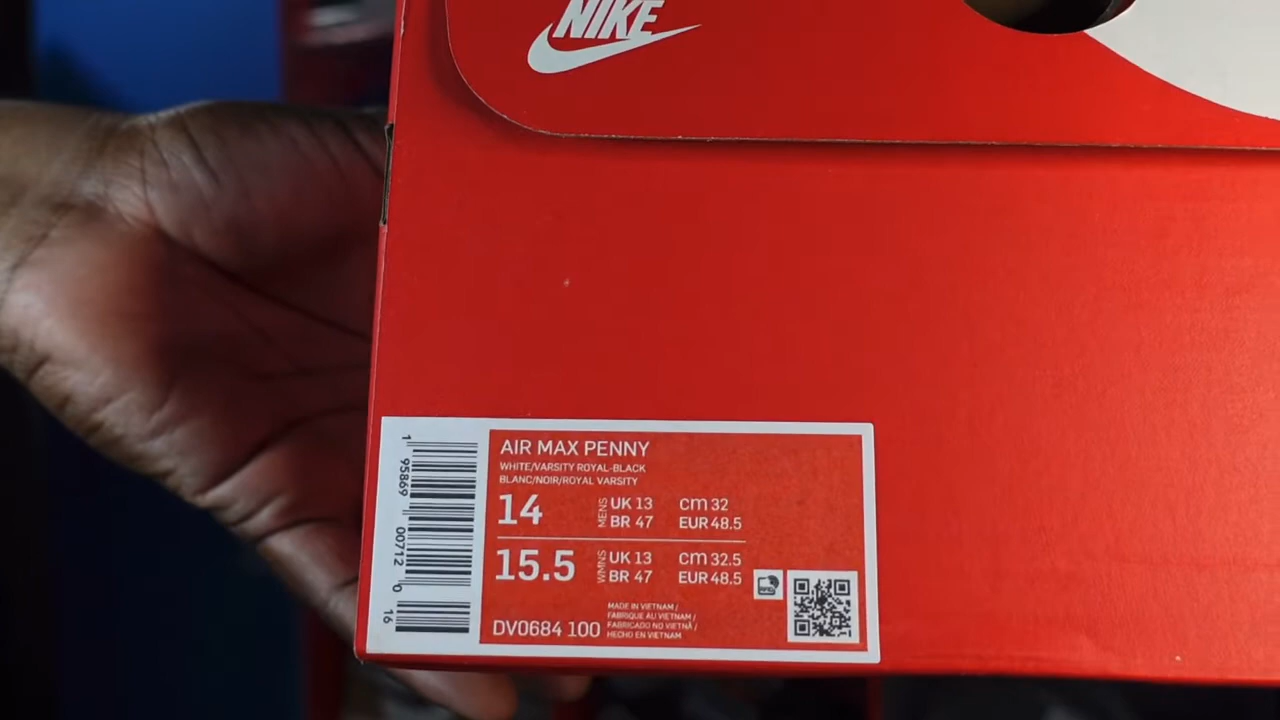 NIKE
AIR MAX PENNY
WHITE/VARSITY ROYAL-BLACK
BLANC/NOIR/ROYAL VARSITY
14 MENS UK 13 cm 32
BR 47 EUR 48.5
15.5 W/MNS UK 13 cm 32.5
BR 47 EUR 48.5
DV0684 100
MADE IN VIETNAM /
FABRIQUE AU VIETNAM /
FABRICADO NO VIETNÃ /
HECHO EN VIETNAM
1 95869 00712 0 16